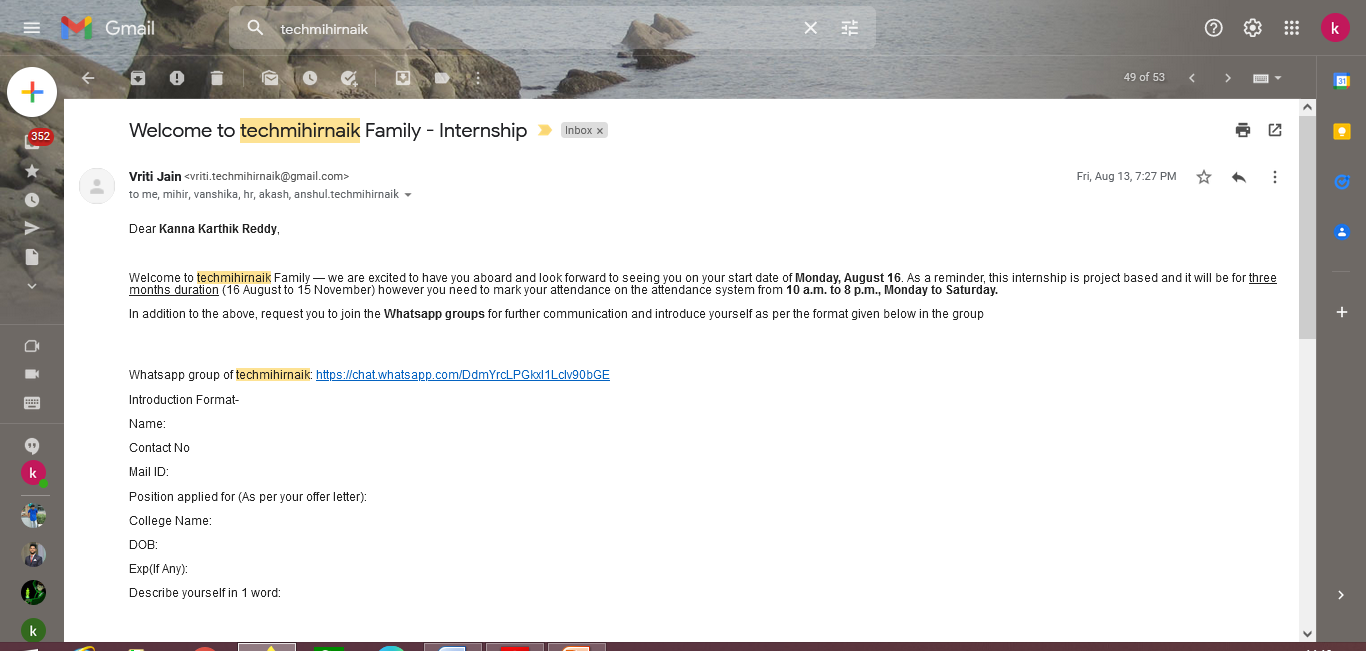 Gmail
techmihirnaik
k
49 of 53
352
31
Welcome to techmihirnaik Family - Internship
Inbox ×
Vriti Jain <vriti.techmihirnaik@gmail.com>
Fri, Aug 13, 7:27 PM
to me, mihir, vanshika, hr, akash, anshul.techmihirnaik
Dear Kanna Karthik Reddy,
Welcome to techmihirnaik Family — we are excited to have you aboard and look forward to seeing you on your start date of Monday, August 16. As a reminder, this internship is project based and it will be for three
months duration (16 August to 15 November) however you need to mark your attendance on the attendance system from 10 a.m. to 8 p.m., Monday to Saturday.
In addition to the above, request you to join the Whatsapp groups for further communication and introduce yourself as per the format given below in the group
Whatsapp group of techmihirnaik: https://chat.whatsapp.com/
Introduction Format-
Name:
Contact No
Mail ID:
Position applied for (As per your offer letter):
College Name:
DOB:
Exp(If Any):
Describe yourself in 1 word:
k
k